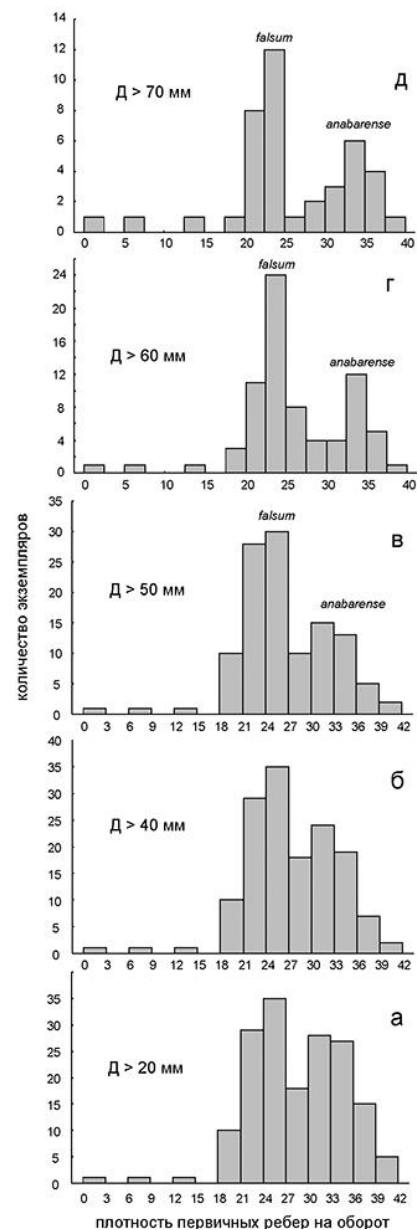 количество экземпляров
14
12
10
8
6
4
2
0
Д > 70 мм
falsum
anabarense
д
0 5 10 15 20 25 30 35 40
24
20
16
12
8
4
0
Д > 60 мм
falsum
anabarense
г
0 5 10 15 20 25 30 35 40
35
30
25
20
15
10
5
0
Д > 50 мм
falsum
anabarense
в
0 3 6 9 12 15 18 21 24 27 30 33 36 39 42
40
35
30
25
20
15
10
5
0
Д > 40 мм
б
0 3 6 9 12 15 18 21 24 27 30 33 36 39 42
35
30
25
20
15
10
5
0
Д > 20 мм
а
0 3 6 9 12 15 18 21 24 27 30 33 36 39 42
плотность первичных ребер на оборот